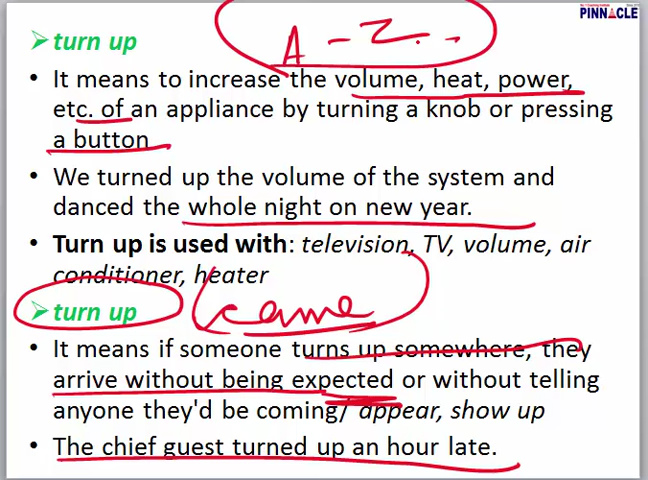 PINNACLE
A - Z - -
➢ turn up
• It means to increase the volume, heat, power,
etc. of an appliance by turning a knob or pressing
a button
• We turned up the volume of the system and
danced the whole night on new year.
• Turn up is used with: television, TV, volume, air
conditioner, heater
➢ turn up
came
• It means if someone turns up somewhere, they
arrive without being expected or without telling
anyone they'd be coming/ appear, show up
• The chief guest turned up an hour late.